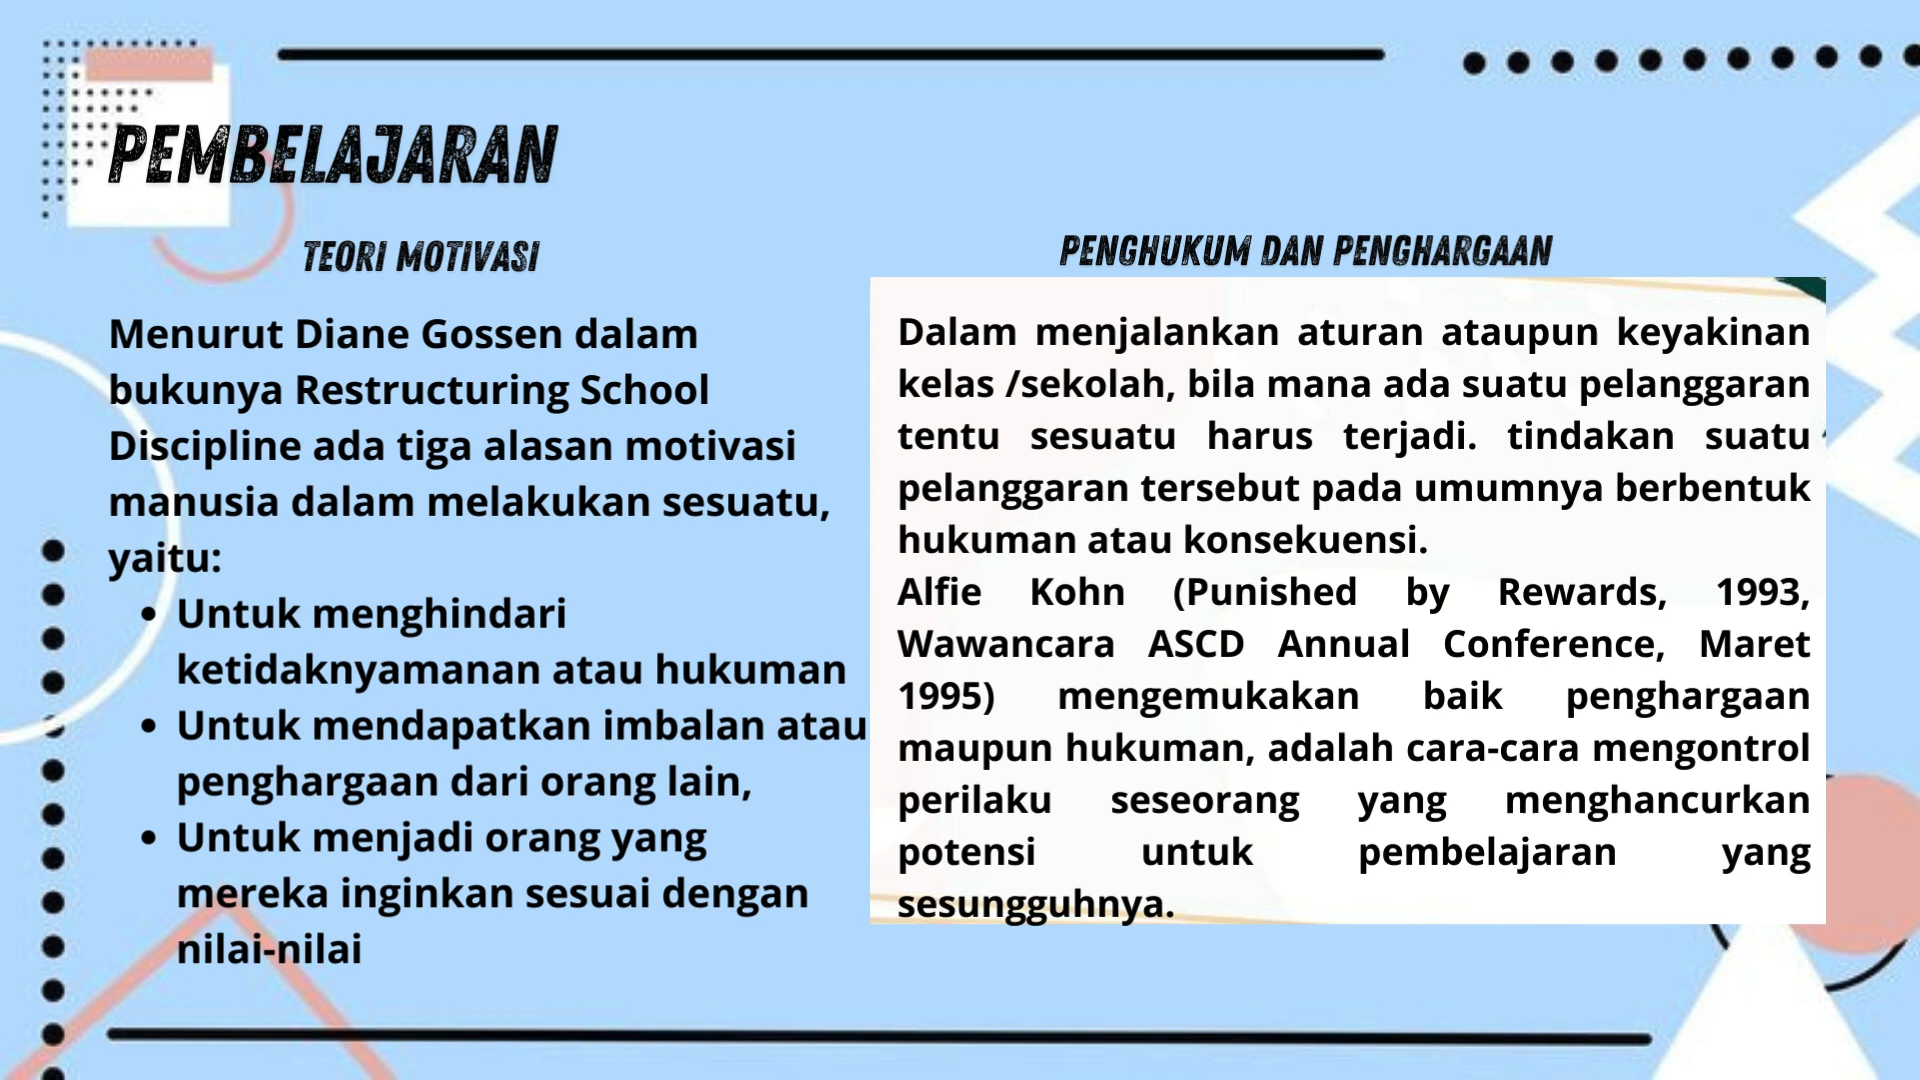 PEMBELAJARAN
TEORI MOTIVASI
Menurut Diane Gossen dalam
bukunya Restructuring School
Discipline ada tiga alasan motivasi
manusia dalam melakukan sesuatu,
yaitu:
• Untuk menghindari
ketidaknyamanan atau hukuman
• Untuk mendapatkan imbalan atau
penghargaan dari orang lain,
• Untuk menjadi orang yang
mereka inginkan sesuai dengan
nilai-nilai
PENGHUKUM DAN PENGHARGAAN
Dalam menjalankan aturan ataupun keyakinan
kelas /sekolah, bila mana ada suatu pelanggaran
tentu sesuatu harus terjadi. tindakan suatu
pelanggaran tersebut pada umumnya berbentuk
hukuman atau konsekuensi.
Alfie Kohn (Punished by Rewards, 1993,
Wawancara ASCD Annual Conference, Maret
1995) mengemukakan baik penghargaan
maupun hukuman, adalah cara-cara mengontrol
perilaku seseorang yang menghancurkan
potensi untuk pembelajaran yang
sesungguhnya.